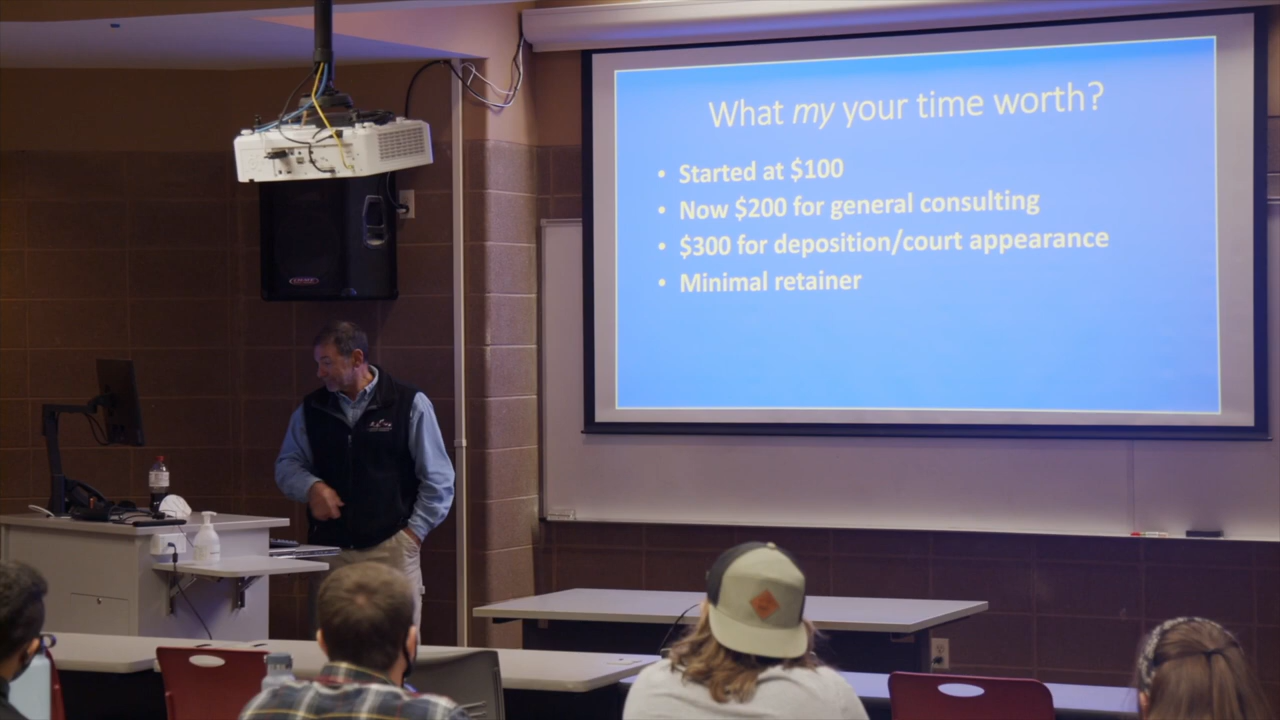 What my your time worth?
• Started at $100
• Now $200 for general consulting
• $300 for deposition/court appearance
• Minimal retainer